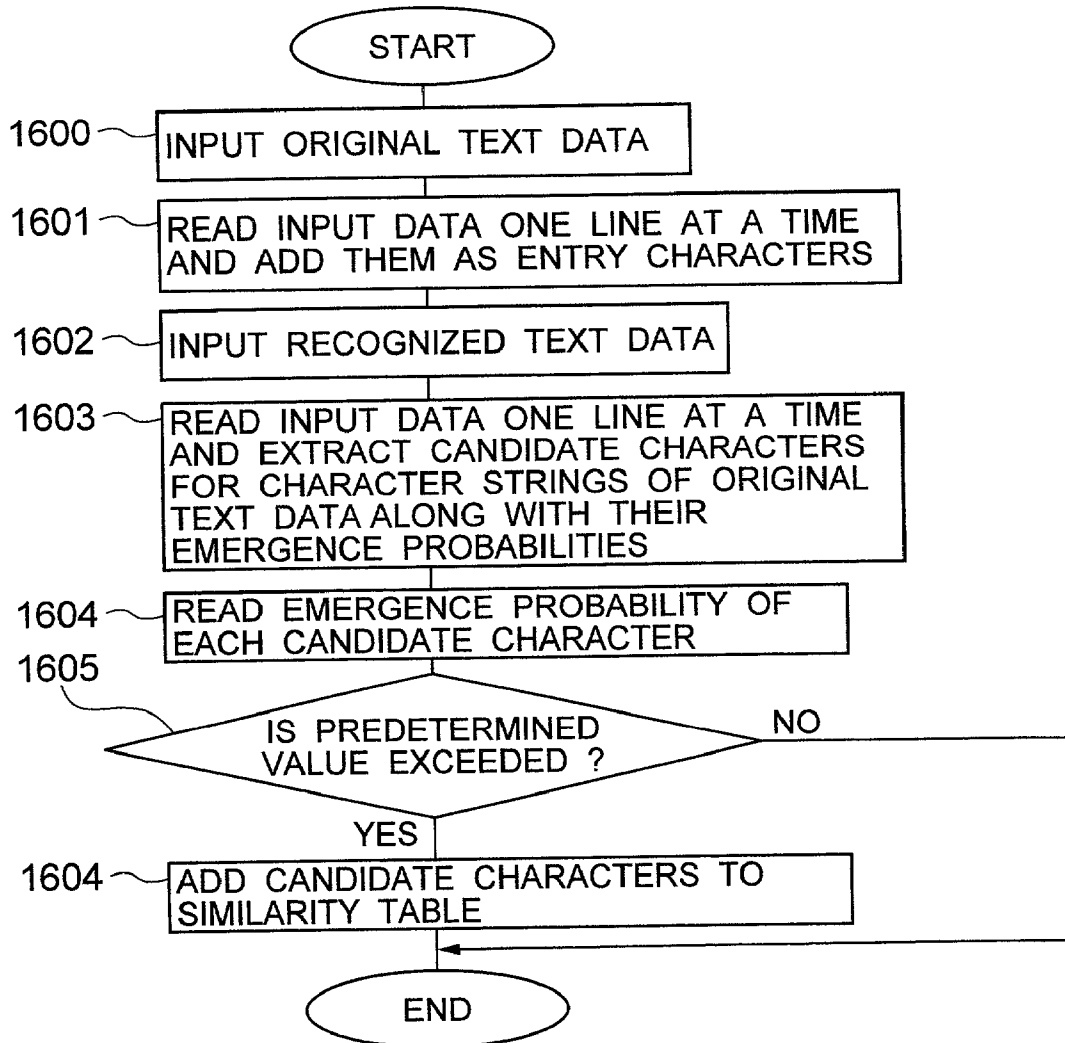 START
1600
INPUT ORIGINAL TEXT DATA
1601
READ INPUT DATA ONE LINE AT A TIME
AND ADD THEM AS ENTRY CHARACTERS
1602
INPUT RECOGNIZED TEXT DATA
1603
READ INPUT DATA ONE LINE AT A TIME
AND EXTRACT CANDIDATE CHARACTERS
FOR CHARACTER STRINGS OF ORIGINAL
TEXT DATA ALONG WITH THEIR
EMERGENCE PROBABILITIES
1604
READ EMERGENCE PROBABILITY OF
EACH CANDIDATE CHARACTER
1605
IS PREDETERMINED
VALUE EXCEEDED ?
NO
YES
1604
ADD CANDIDATE CHARACTERS TO
SIMILARITY TABLE
END